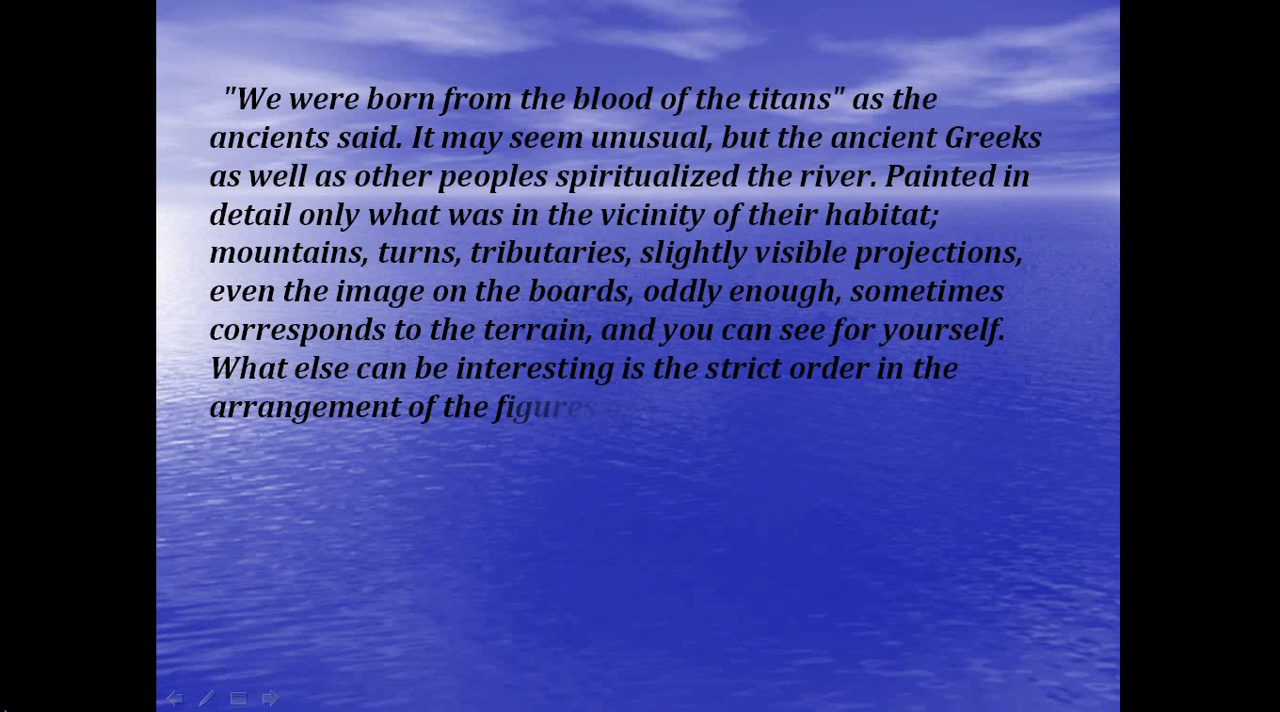 "We were born from the blood of the titans" as the
ancients said. It may seem unusual, but the ancient Greeks
as well as other peoples spiritualized the river. Painted in
detail only what was in the vicinity of their habitat;
mountains, turns, tributaries, slightly visible projections,
even the image on the boards, oddly enough, sometimes
corresponds to the terrain, and you can see for yourself.
What else can be interesting is the strict order in the
arrangement of the figures